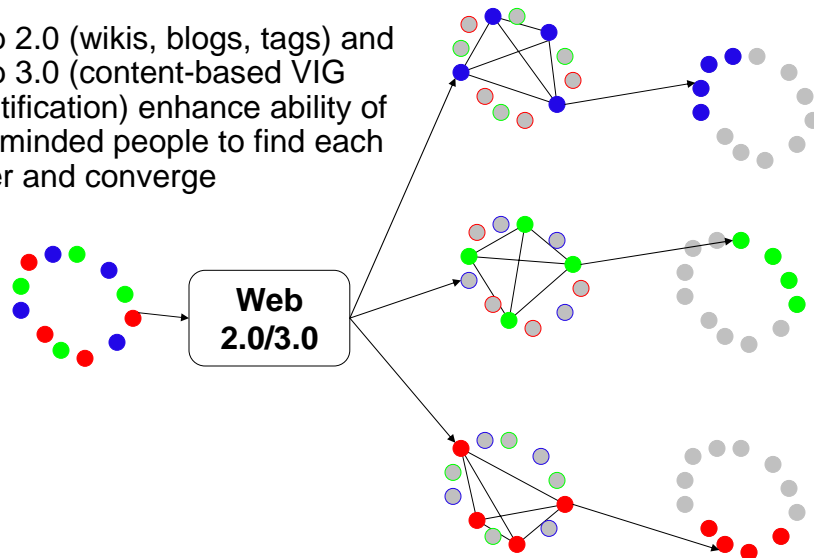 2.0 (wikis, blogs, tags) and
3.0 (content-based VIG
tification) enhance ability of
minded people to find each
and converge
Web
2.0/3.0